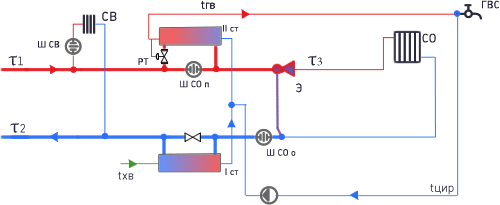 tгв
СВ
ГВС
II ст
СО
Ш СВ
РТ
τ1
τ3
Ш СО п
Э
τ2
Ш СО о
tхв
I ст
tцир